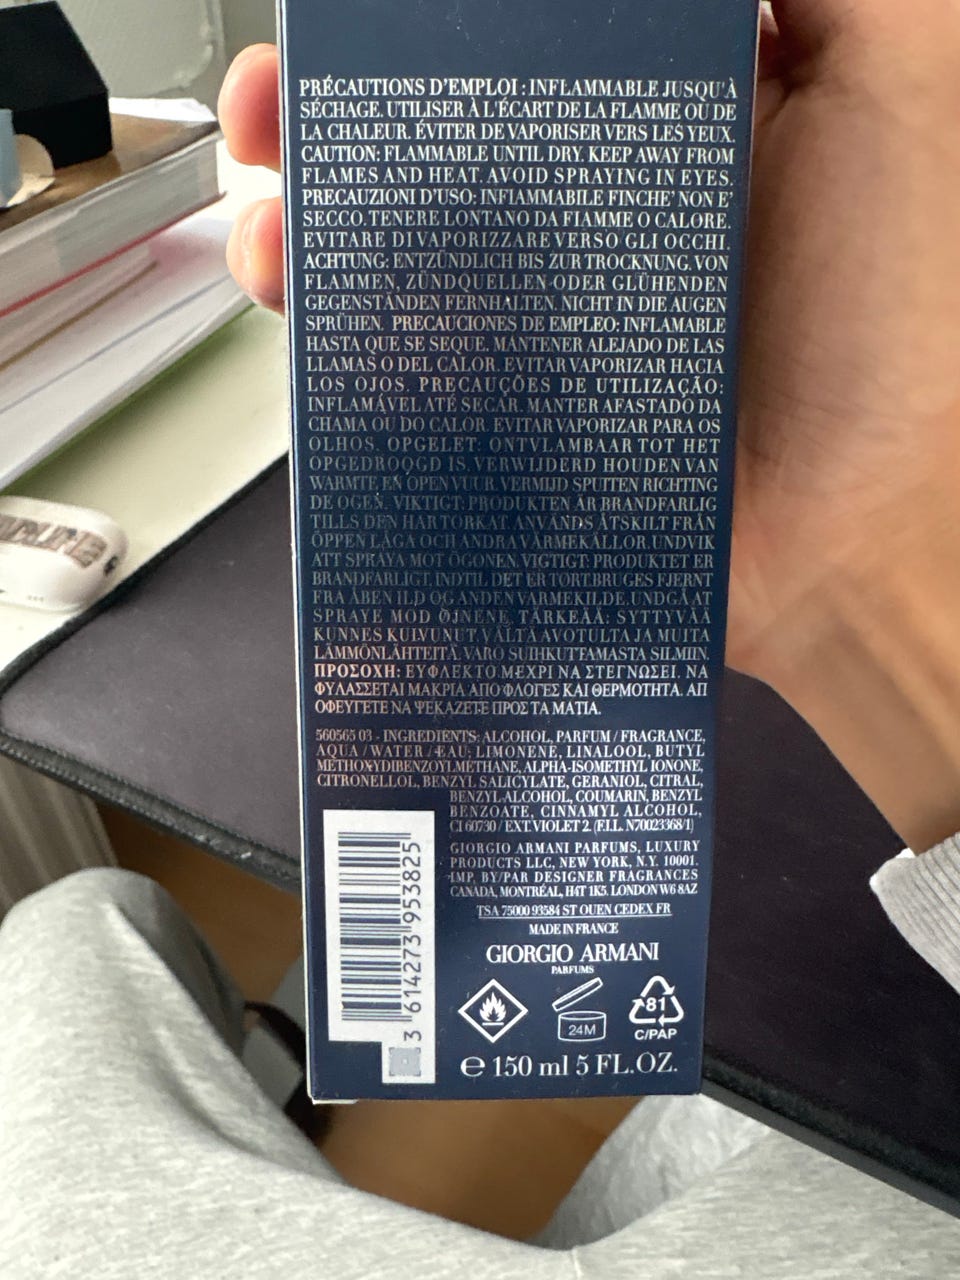 PRÉCAUTIONS D'EMPLOI : INFLAMMABLE JUSQU'À
SÉCHAGE. UTILISER À L'ÉCART DE LA FLAMME OU DE
LA CHALEUR. ÉVITER DE VAPORISER VERS LES YEUX.
CAUTION: FLAMMABLE UNTIL DRY. KEEP AWAY FROM
FLAMES AND HEAT. AVOID SPRAYING IN EYES.
PRECAUZIONI D'USO: INFIAMMABILE FINCHE' NON E'
SECCO. TENERE LONTANO DA FIAMME O CALORE.
EVITARE DI VAPORIZZARE VERSO GLI OCCHI.
ACHTUNG: ENTZÜNDLICH BIS ZUR TROCKNUNG. VON
FLAMMEN, ZÜNDQUELLEN ODER GLÜHENDEN
GEGENSTÄNDEN FERNHALTEN. NICHT IN DIE AUGEN
SPRÜHEN. PRECAUCIONES DE EMPLEO: INFLAMABLE
HASTA QUE SE SEQUE. MANTENER ALEJADO DE LAS
LLAMAS O DEL CALOR. EVITAR VAPORIZAR HACIA
LOS OJOS. PRECAUÇÕES DE UTILIZAÇÃO:
INFLAMÁVEL ATÉ SECAR. MANTER AFASTADO DA
CHAMA OU DO CALOR. EVITAR VAPORIZAR PARA OS
OLHOS. OPGELET: ONTVLAMBAAR TOT HET
OPGEDROOGD IS. VERWIJDERD HOUDEN VAN
WARMTE EN OPEN VUUR. VERMIJD SPUITEN RICHTING
DE OGEN. VIKTIGT: PRODUKTEN ÄR BRANDFARLIG
TILLS DEN HAR TORKAT. ANVÄNDS ÅTSKILT FRÅN
ÖPPEN LÅGA OCH ANDRA VÄRMEKÄLLOR. UNDVIK
ATT SPRAYA MOT ÖGONEN. VIGTIGT: PRODUKTET ER
BRANDFARLIGT, INDTIL DET ER TØRT. BRUGES FJERNT
FRA ÅBEN ILD OG ANDEN VARMEKILDE. UNDGÅ AT
SPRAYE MOD ØJNENE. TÄRKEÄÄ: SYTTYVÄÄ
KUNNES KUIVUNUT. VÄLTÄ AVOTULTA JA MUITA
LÄMMÖNLÄHTEITÄ. VARO SUIHKUTTAMASTA SILMIIN.
ΠΡΟΣΟΧΗ: ΕΥΦΛΕΚΤΟ ΜΕΧΡΙ ΝΑ ΣΤΕΓΝΩΣΕΙ. ΝΑ
ΦΥΛΑΣΣΕΤΑΙ ΜΑΚΡΙΑ ΑΠΟ ΦΛΟΓΕΣ ΚΑΙ ΘΕΡΜΟΤΗΤΑ. ΑΠ
ΟΦΕΥΓΕΤΕ ΝΑ ΨΕΚΑΖΕΤΕ ΠΡΟΣ ΤΑ ΜΑΤΙΑ.
560565 03 - INGREDIENTS: ALCOHOL, PARFUM / FRAGRANCE,
AQUA / WATER / EAU, LIMONENE, LINALOOL, BUTYL
METHOXYDIBENZOYLMETHANE, ALPHA-ISOMETHYL IONONE,
CITRONELLOL, BENZYL SALICYLATE, GERANIOL, CITRAL,
BENZYL ALCOHOL, COUMARIN, BENZYL
BENZOATE, CINNAMYL ALCOHOL,
CI 60730 / EXT. VIOLET 2. (F.I.L. N70023368/1)
GIORGIO ARMANI PARFUMS, LUXURY
PRODUCTS LLC, NEW YORK, N.Y. 10001.
IMP. BY/PAR DESIGNER FRAGRANCES
CANADA, MONTRÉAL, H4T 1K5. LONDON W6 8AZ
TSA 75000 93584 ST OUEN CEDEX FR
MADE IN FRANCE
GIORGIO ARMANI
PARFUMS
24M
81
C/PAP
℮ 150 ml 5 FL.OZ.
3 614273 953825